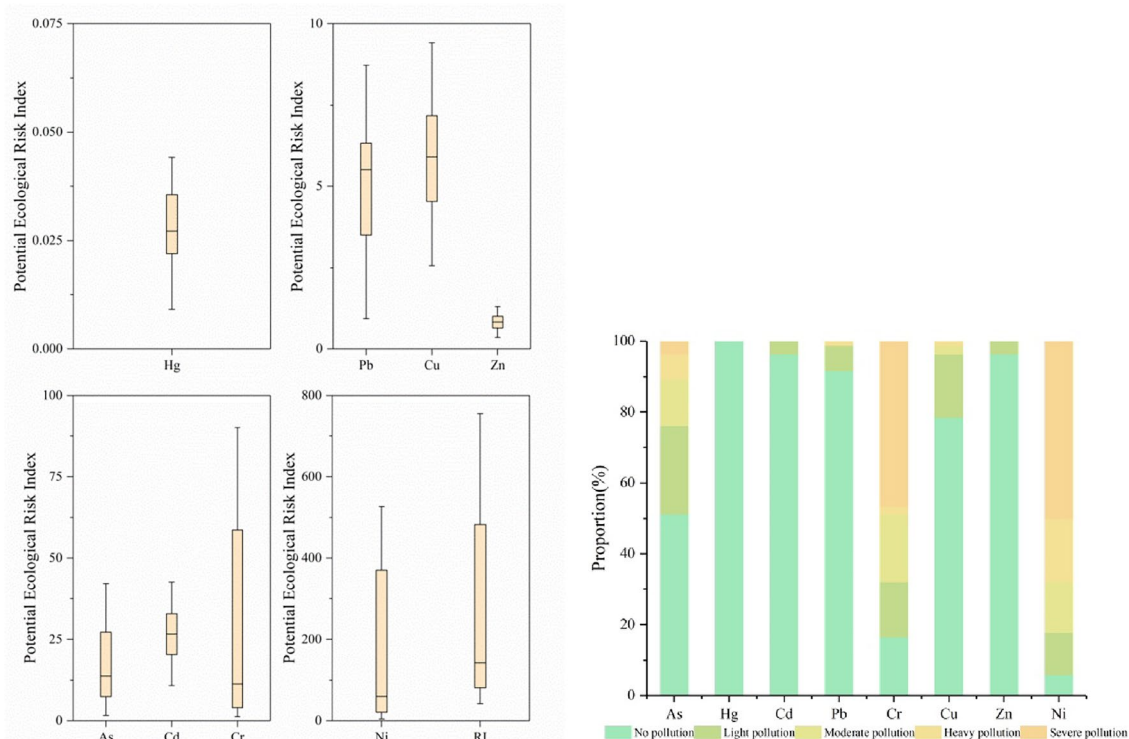 Potential Ecological Risk Index
0.075
0.050
0.025
0.000
Hg
Potential Ecological Risk Index
10
5
0
Pb Cu Zn
Potential Ecological Risk Index
100
75
50
25
0
As Cd Cr
Potential Ecological Risk Index
800
600
400
200
0
Ni RI
Proportion(%)
100
80
60
40
20
0
As Hg Cd Pb Cr Cu Zn Ni
No pollution Light pollution Moderate pollution Heavy pollution Severe pollution